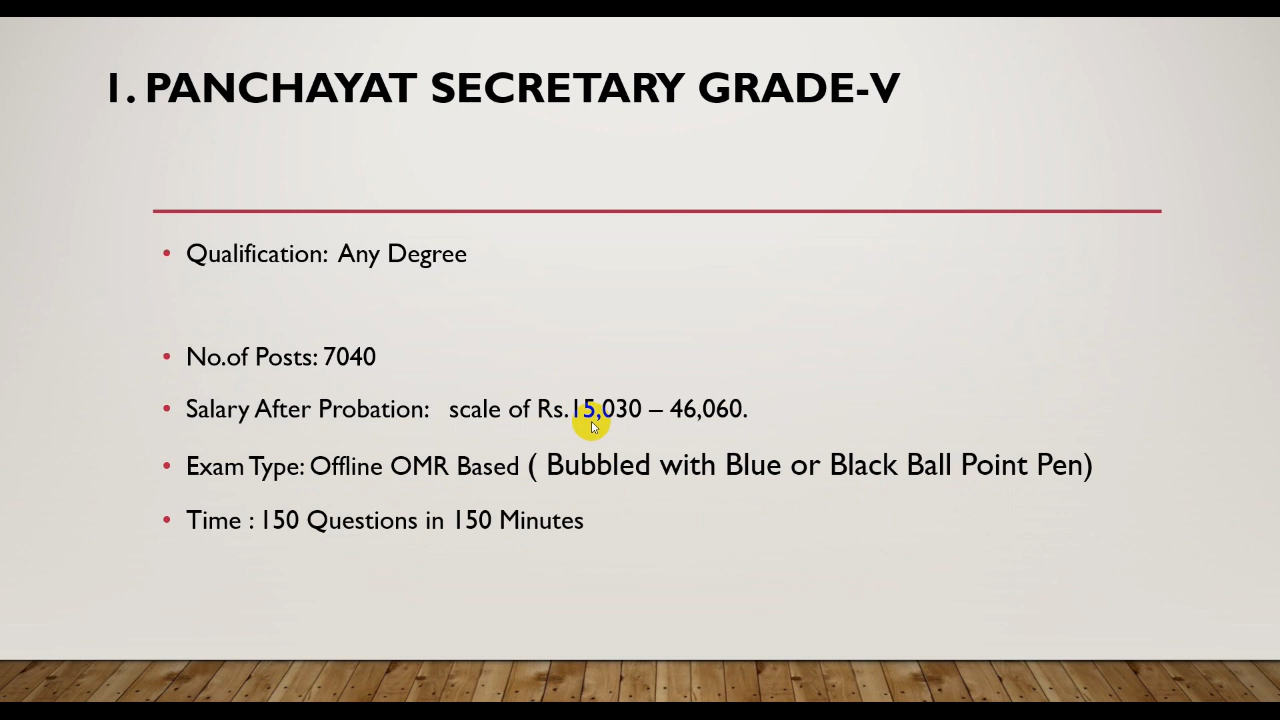 1. PANCHAYAT SECRETARY GRADE-V
• Qualification: Any Degree
• No.of Posts: 7040
• Salary After Probation: scale of Rs.15,030 – 46,060.
• Exam Type: Offline OMR Based ( Bubbled with Blue or Black Ball Point Pen)
• Time : 150 Questions in 150 Minutes